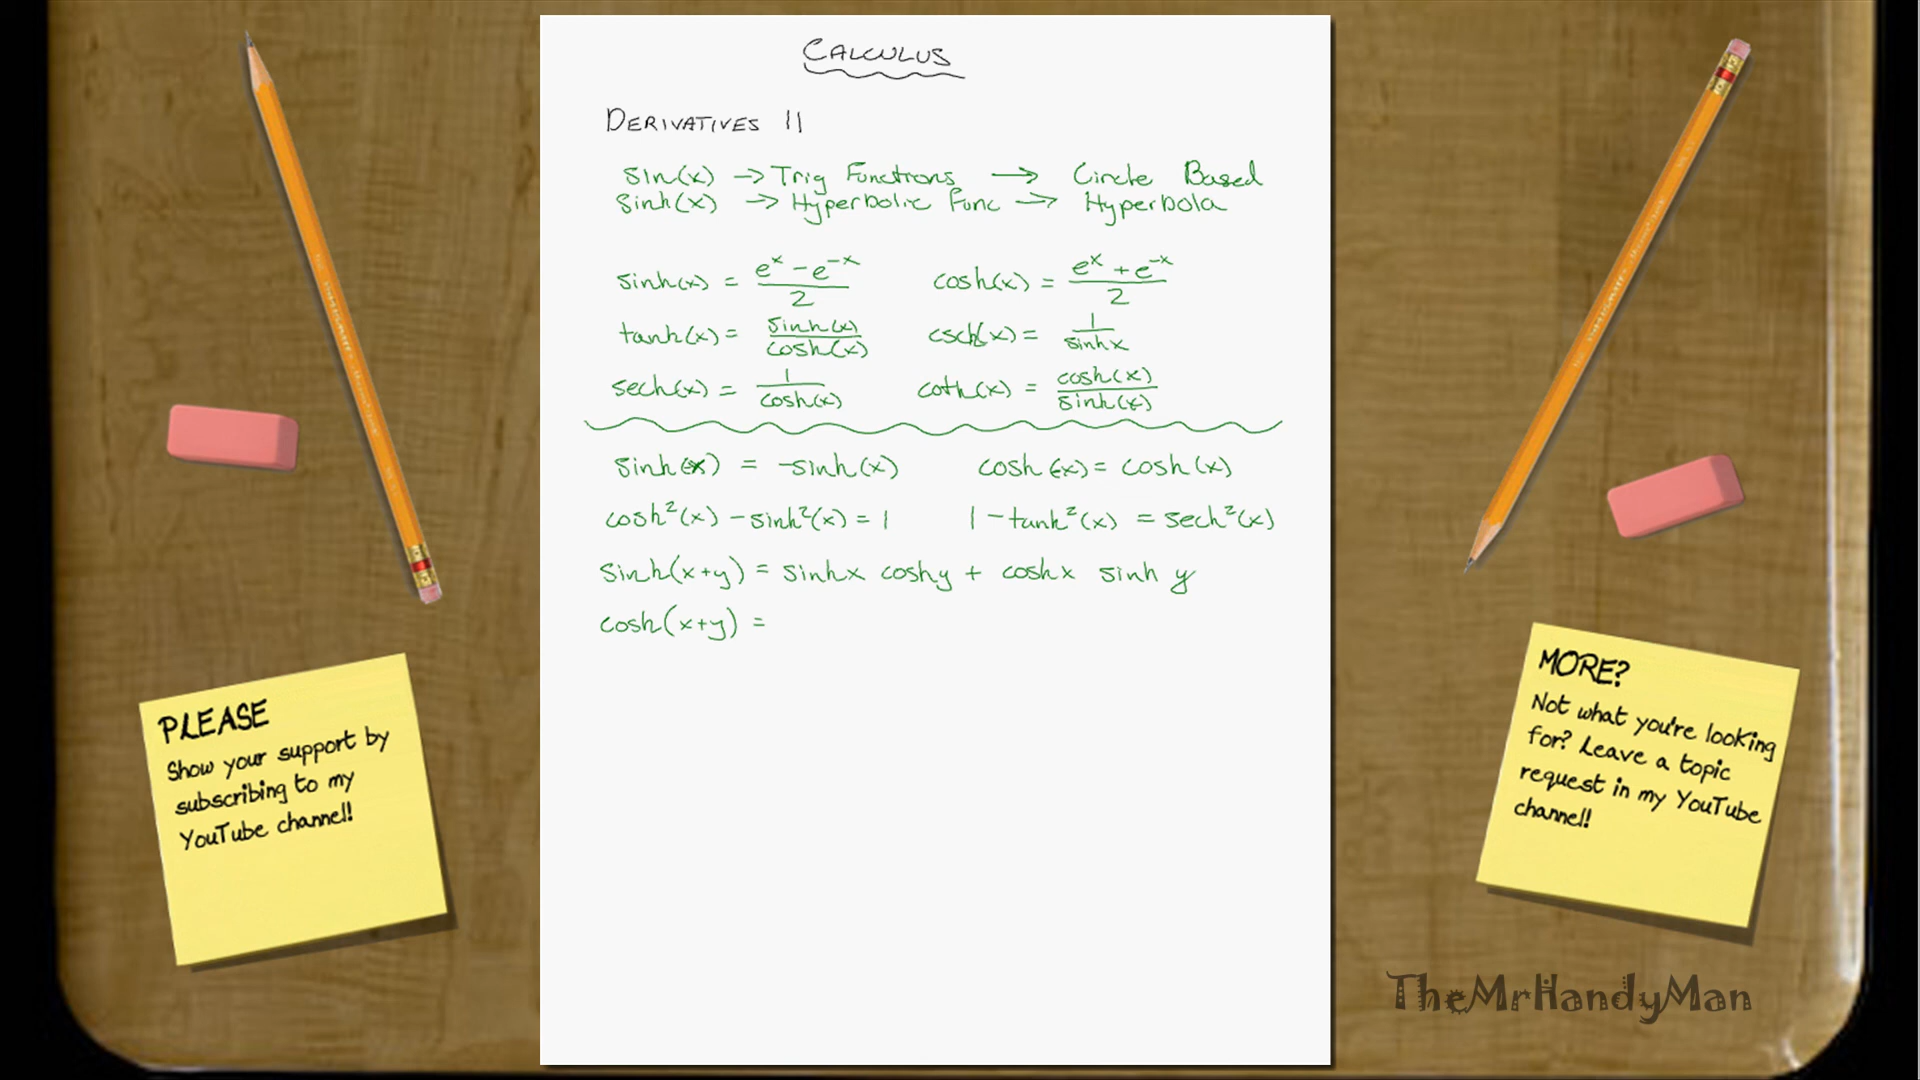 CALCULUS
DERIVATIVES 11
sin(x) → Trig Functions → Circle Based
sinh(x) → Hyperbolic Func → Hyperbola
sinh(x) = (e^x - e^-x)/2 cosh(x) = (e^x + e^-x)/2
tanh(x) = sinh(x)/cosh(x) csch(x) = 1/sinhx
sech(x) = 1/cosh(x) coth(x) = cosh(x)/sinh(x)
sinh(-x) = -sinh(x) cosh(-x) = cosh(x)
cosh²(x) - sinh²(x) = 1 1 - tanh²(x) = sech²(x)
sinh(x+y) = sinhx coshy + coshx sinh y
cosh(x+y) =
PLEASE
Show your support by
subscribing to my
YouTube channel!
MORE?
Not what you're looking
for? Leave a topic
request in my YouTube
channel!
TheMrHandyMan